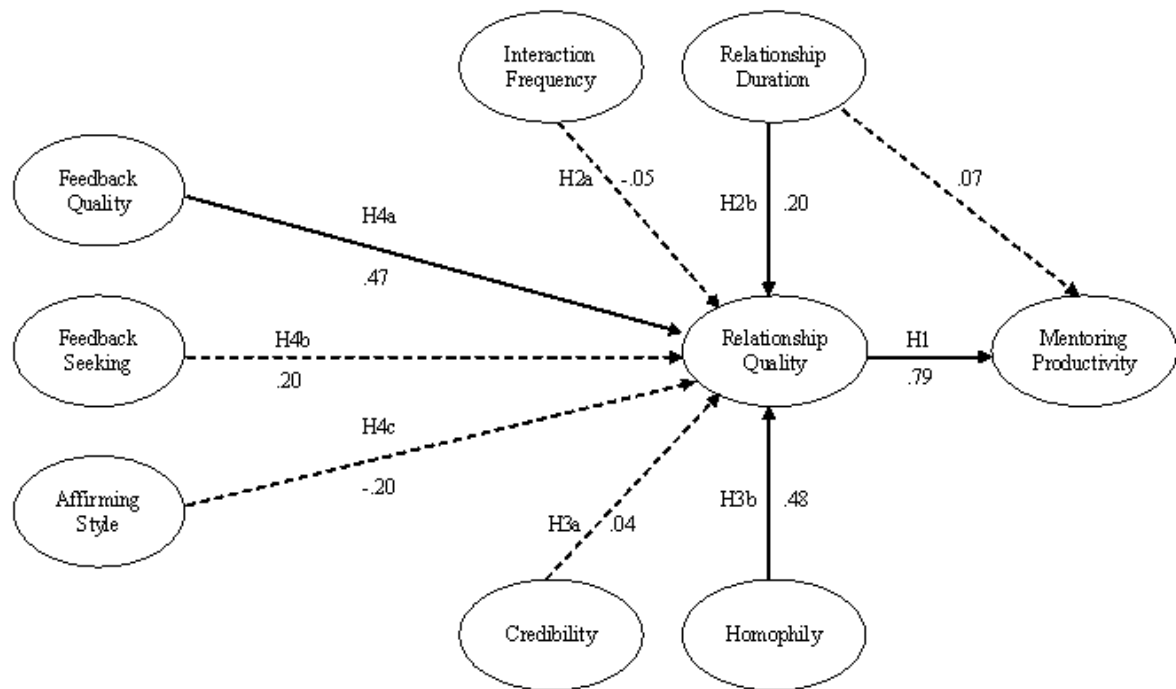 Interaction
Frequency
Relationship
Duration
Feedback
Quality
H2a
-.05
H2b
.20
.07
H4a
.47
Feedback
Seeking
H4b
.20
Relationship
Quality
H1
.79
Mentoring
Productivity
H4c
-.20
Affirming
Style
H3a
.04
H3b
.48
Credibility
Homophily